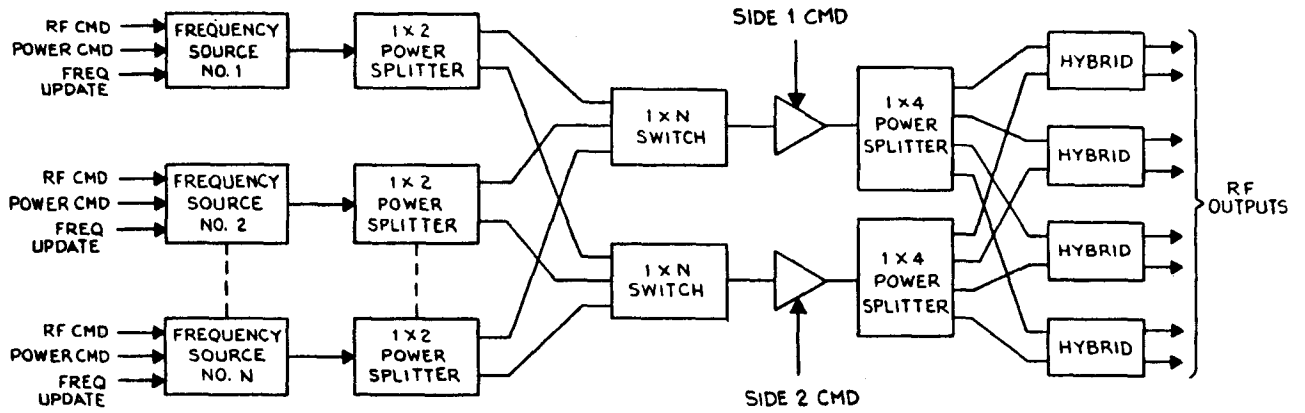 RF CMD
POWER CMD
FREQ
UPDATE
FREQUENCY
SOURCE
NO. 1
1 X 2
POWER
SPLITTER
RF CMD
POWER CMD
FREQ
UPDATE
FREQUENCY
SOURCE
NO. 2
1 X 2
POWER
SPLITTER
RF CMD
POWER CMD
FREQ
UPDATE
FREQUENCY
SOURCE
NO. N
1 X 2
POWER
SPLITTER
1 X N
SWITCH
1 X N
SWITCH
SIDE 1 CMD
SIDE 2 CMD
1 X 4
POWER
SPLITTER
1 X 4
POWER
SPLITTER
HYBRID
HYBRID
HYBRID
HYBRID
RF
OUTPUTS